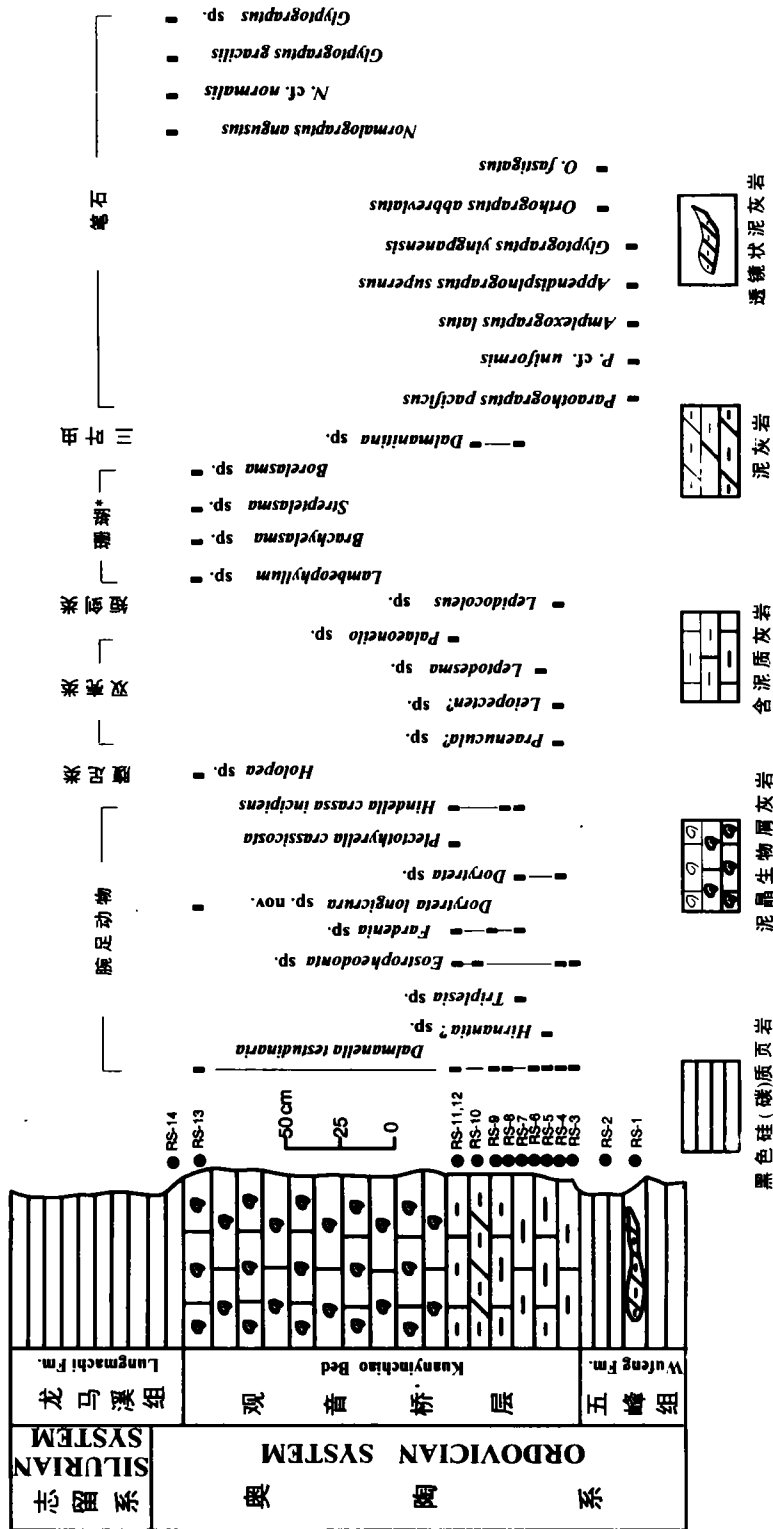 志留系
SILURIAN
SYSTEM
奥陶系
ORDOVICIAN SYSTEM
龙马溪组
Lungmachi Fm.
观音桥层
Kuanyinchiao Bed
五峰组
Wufeng Fm.
RS-14
RS-13
RS-11,12
RS-10
RS-9
RS-8
RS-7
RS-6
RS-5
RS-4
RS-3
RS-2
RS-1
50 cm
25
0
腕足动物
Dalmanella testudinaria
Hirnantia? sp.
Triplesia sp.
Eostropheodonta sp.
Fardenia sp.
Dorytreta longicrura sp. nov.
Dorytreta sp.
Plectothyrella crassicosta
Hindella crassa incipiens
腹足类
Holopea sp.
双壳类
Praenucula? sp.
Leiopecten? sp.
Leptodesma sp.
Palaeoneilo sp.
短剑类
Lepidocoleus sp.
珊瑚*
Lambeophyllum sp.
Brachyelasma sp.
Streptelasma sp.
Borelasma sp.
三叶虫
Dalmanitina sp.
笔石
Paraothograptus pacificus
P. cf. uniformis
Amplexograptus latus
Appendispinograptus supernus
Glyptograptus yingpanensis
Orthograptus abbreviatus
O. fastigatus
Normalograptus angustus
N. cf. normalis
Glyptograptus gracilis
Glyptograptus sp.
黑色硅(碳)质页岩
泥晶生物屑灰岩
含泥质灰岩
泥灰岩
透镜状泥灰岩